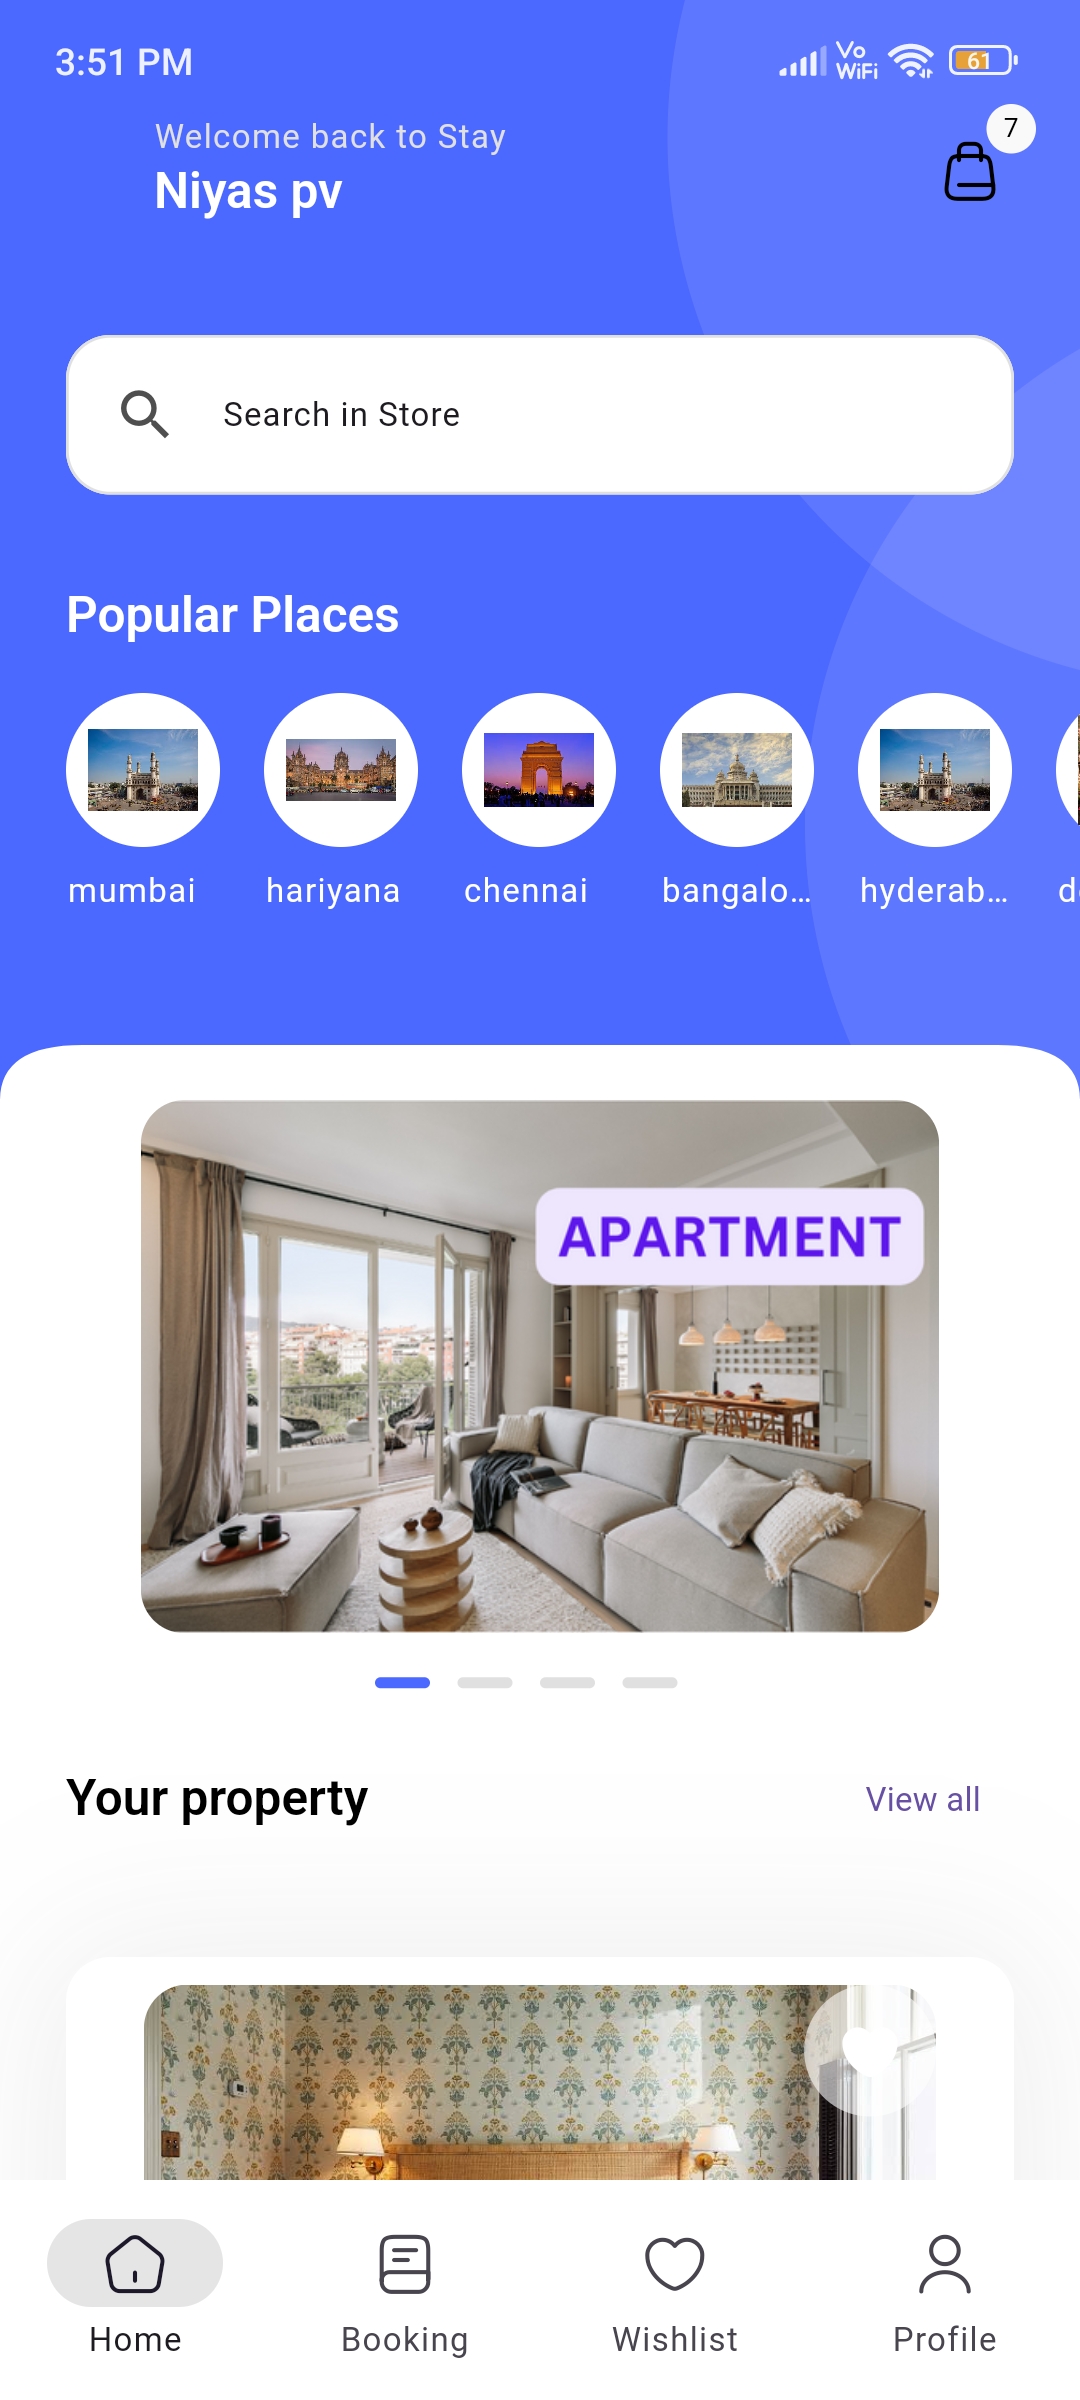 3:51 PM
Vo
WiFi
61
Welcome back to Stay
Niyas pv
7
Search in Store
Popular Places
mumbai
hariyana
chennai
bangalo...
hyderab...
d
APARTMENT
Your property
View all
Home
Booking
Wishlist
Profile